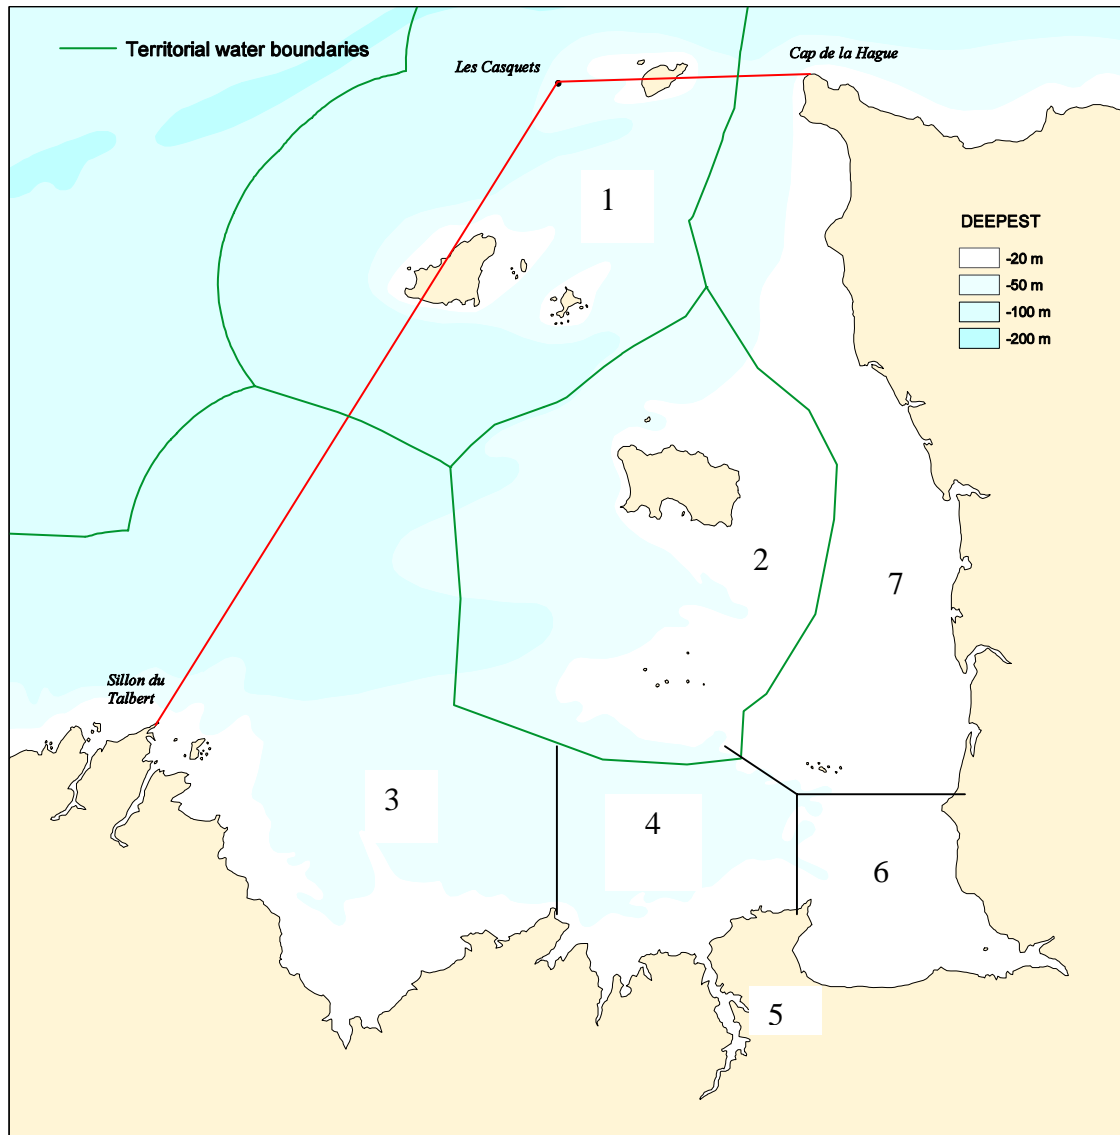 Territorial water boundaries
Les Casquets
Cap de la Hague
1
DEEPEST
-20 m
-50 m
-100 m
-200 m
2
7
Sillon du
Talbert
3
4
6
5